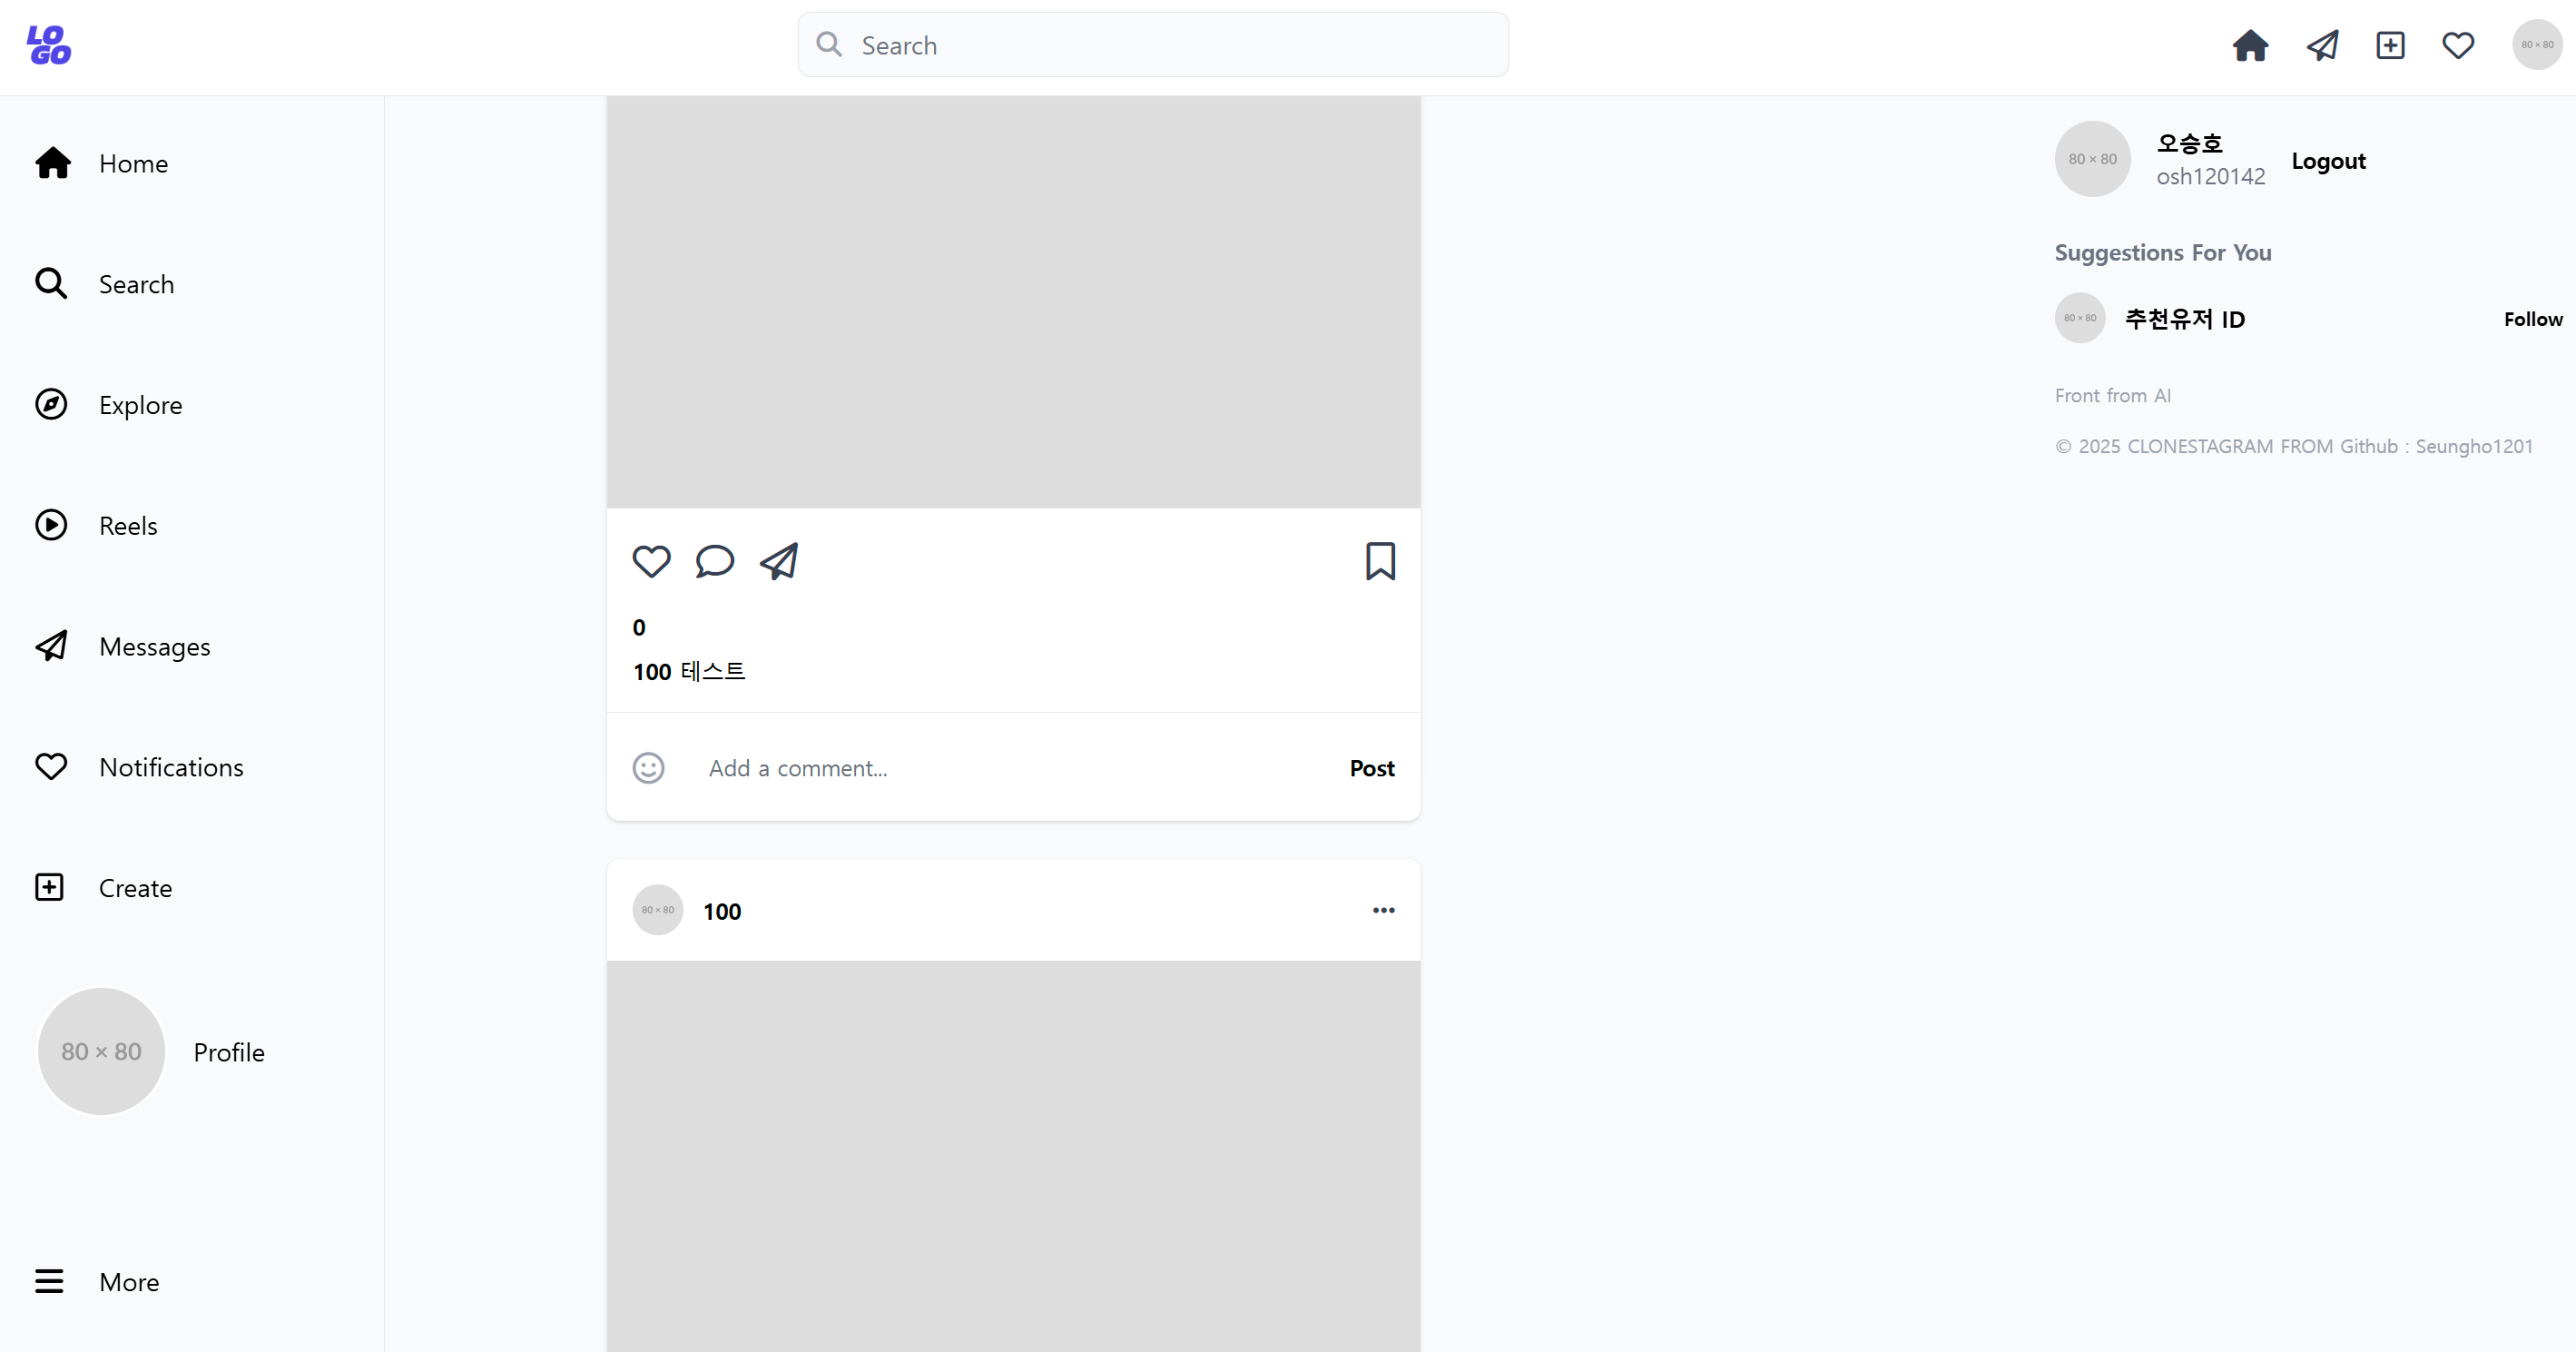 LO
GO
Search
80 × 80
Home
Search
Explore
Reels
Messages
Notifications
Create
80 × 80
Profile
More
0
100 테스트
Add a comment...
Post
80 × 80
100
80 × 80
오승호
osh120142
Logout
Suggestions For You
80 × 80
추천유저 ID
Follow
Front from AI
© 2025 CLONESTAGRAM FROM Github : Seungho1201